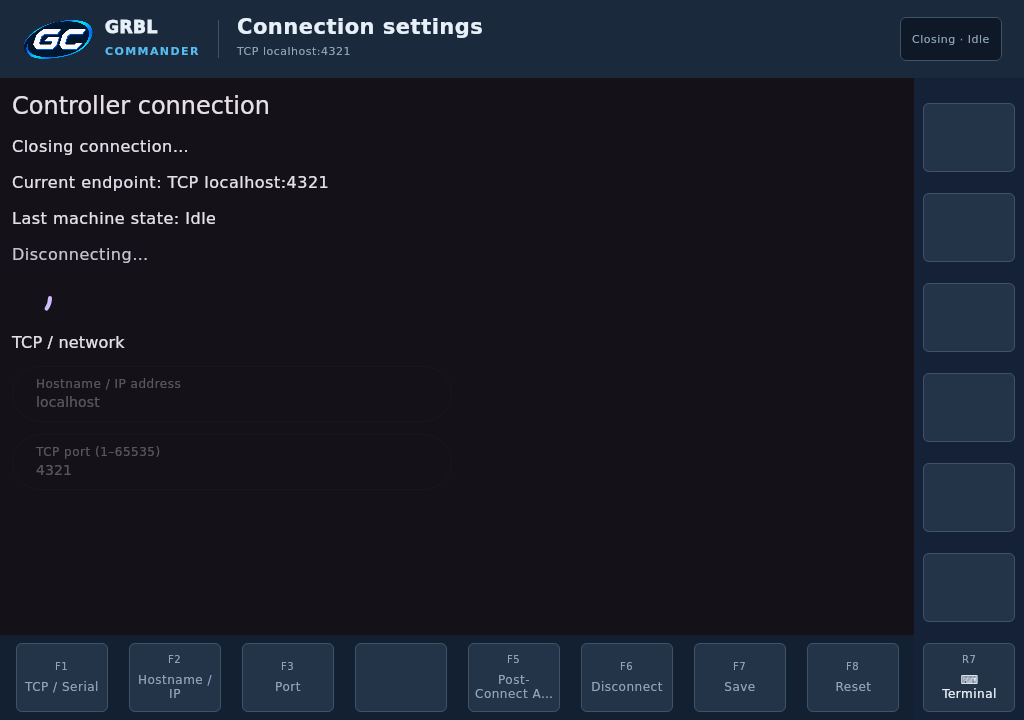 GC
GRBL
COMMANDER
Connection settings
TCP localhost:4321
Closing · Idle
Controller connection
Closing connection…
Current endpoint: TCP localhost:4321
Last machine state: Idle
Disconnecting…
TCP / network
Hostname / IP address
localhost
TCP port (1–65535)
4321
F1
TCP / Serial
F2
Hostname /
IP
F3
Port
F5
Post-
Connect A…
F6
Disconnect
F7
Save
F8
Reset
R7
⌨
Terminal